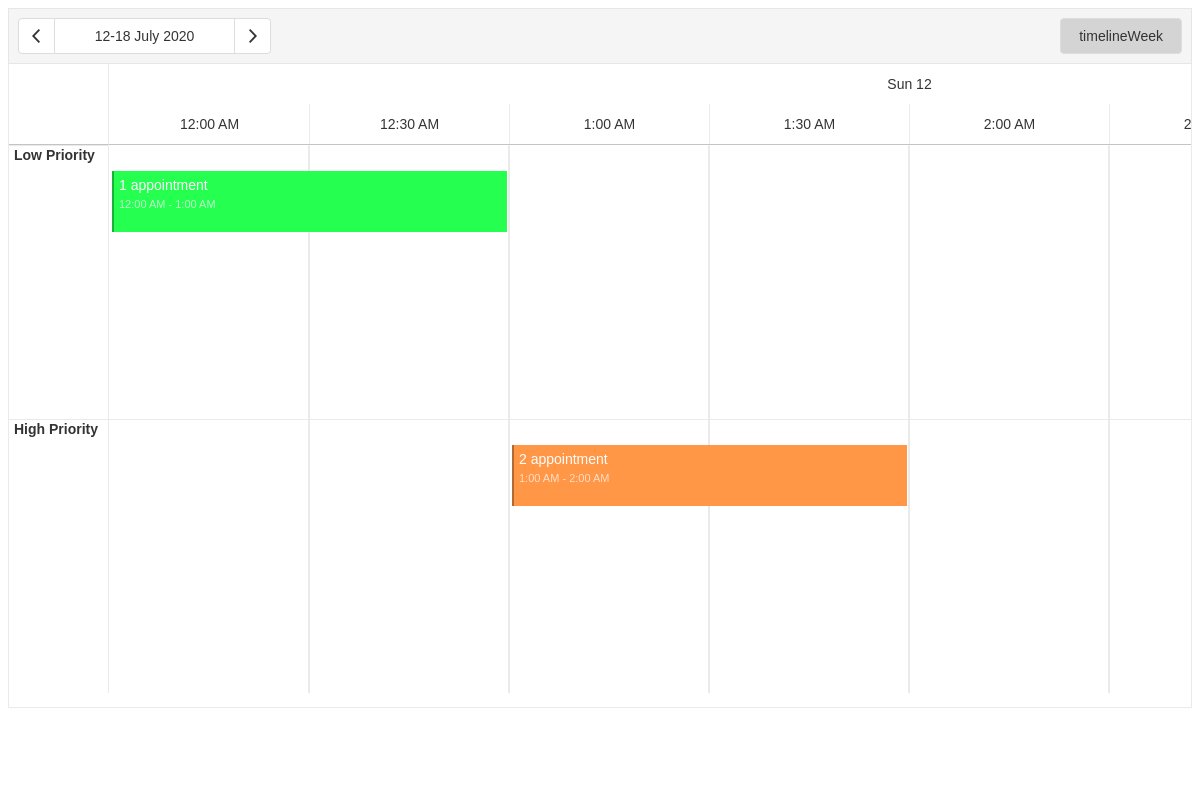 12-18 July 2020
timelineWeek
Sun 12
12:00 AM
12:30 AM
1:00 AM
1:30 AM
2:00 AM
2
Low Priority
1 appointment
12:00 AM - 1:00 AM
High Priority
2 appointment
1:00 AM - 2:00 AM